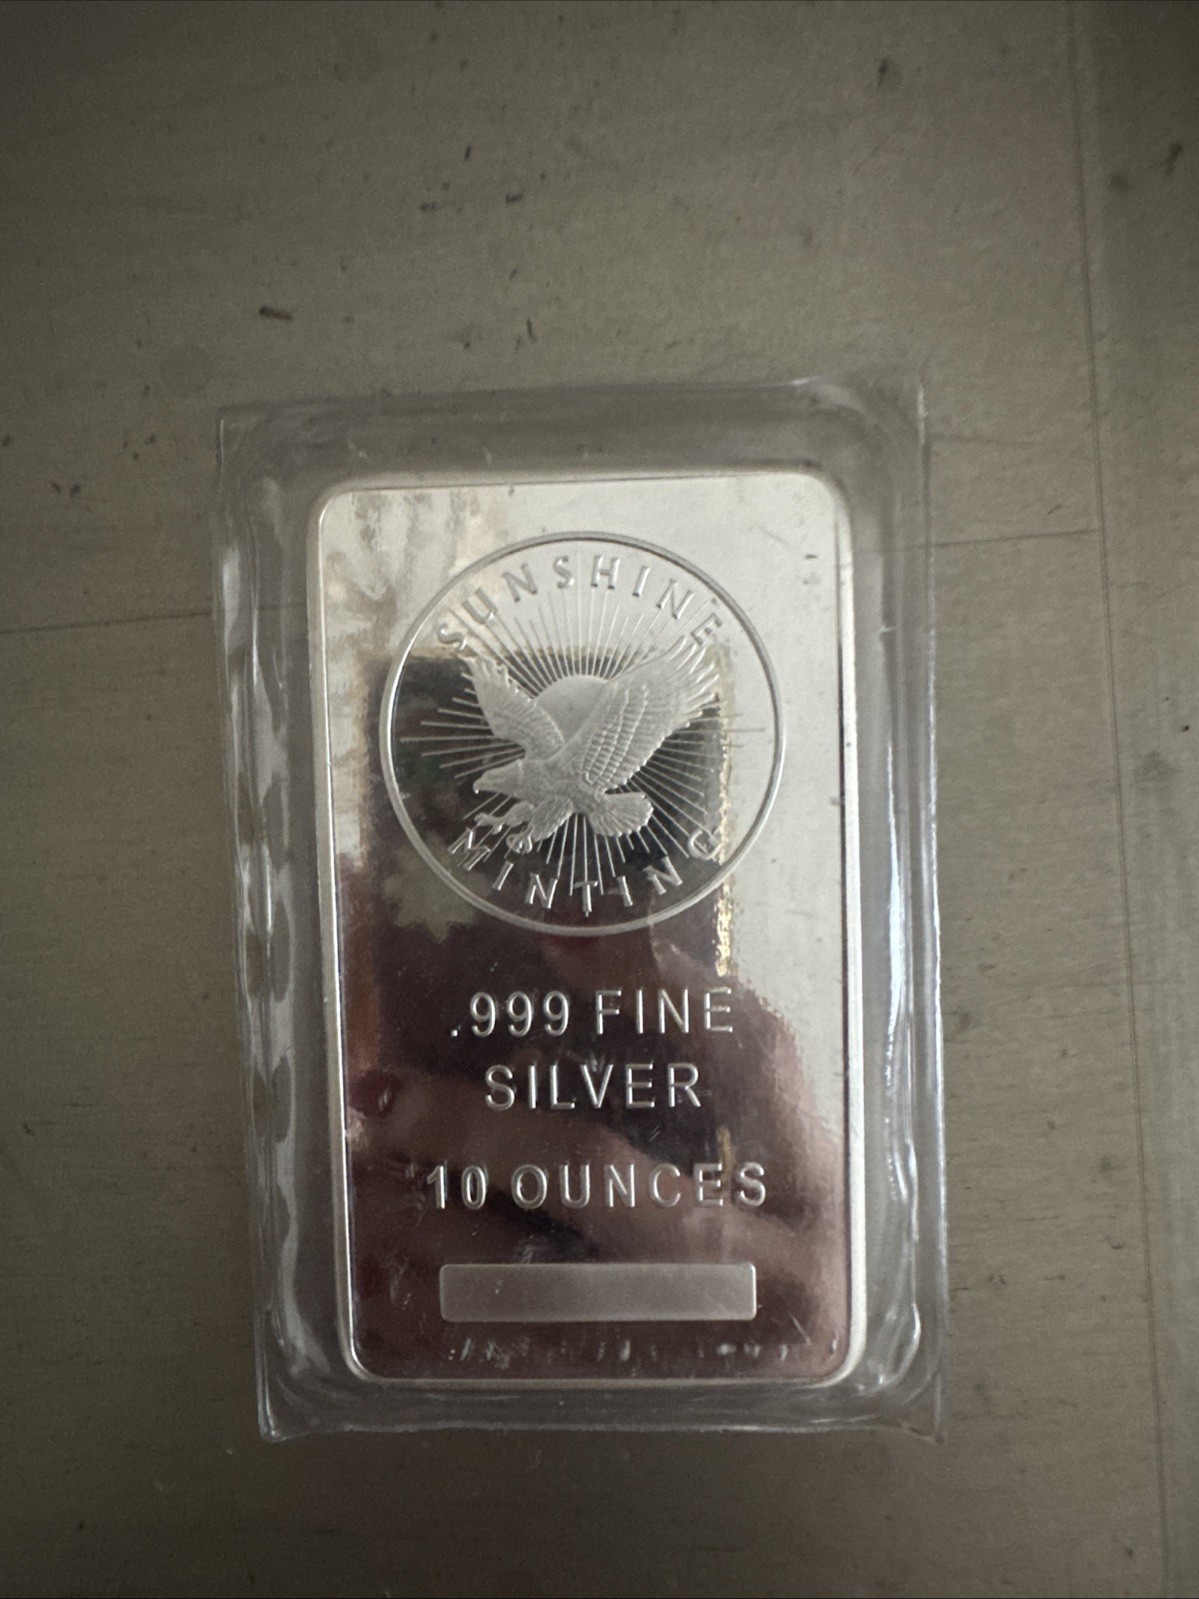 SUNSHINE
MINTING
.999 FINE
SILVER
10 OUNCES